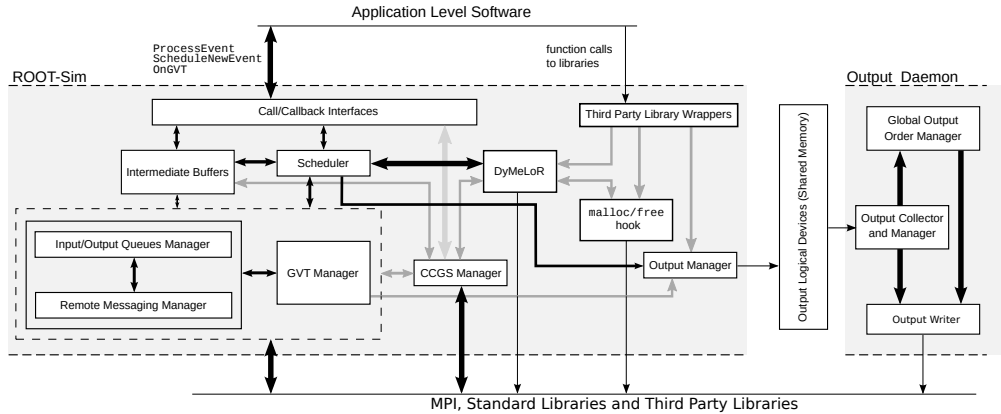 Application Level Software
ProcessEvent
ScheduleNewEvent
OnGVT
function calls
to libraries
ROOT-Sim
Output Daemon
Call/Callback Interfaces
Third Party Library Wrappers
Global Output
Order Manager
Intermediate Buffers
Scheduler
DyMeLoR
malloc/free
hook
Output Logical Devices (Shared Memory)
Output Collector
and Manager
Input/Output Queues Manager
GVT Manager
CCGS Manager
Output Manager
Remote Messaging Manager
Output Writer
MPI, Standard Libraries and Third Party Libraries